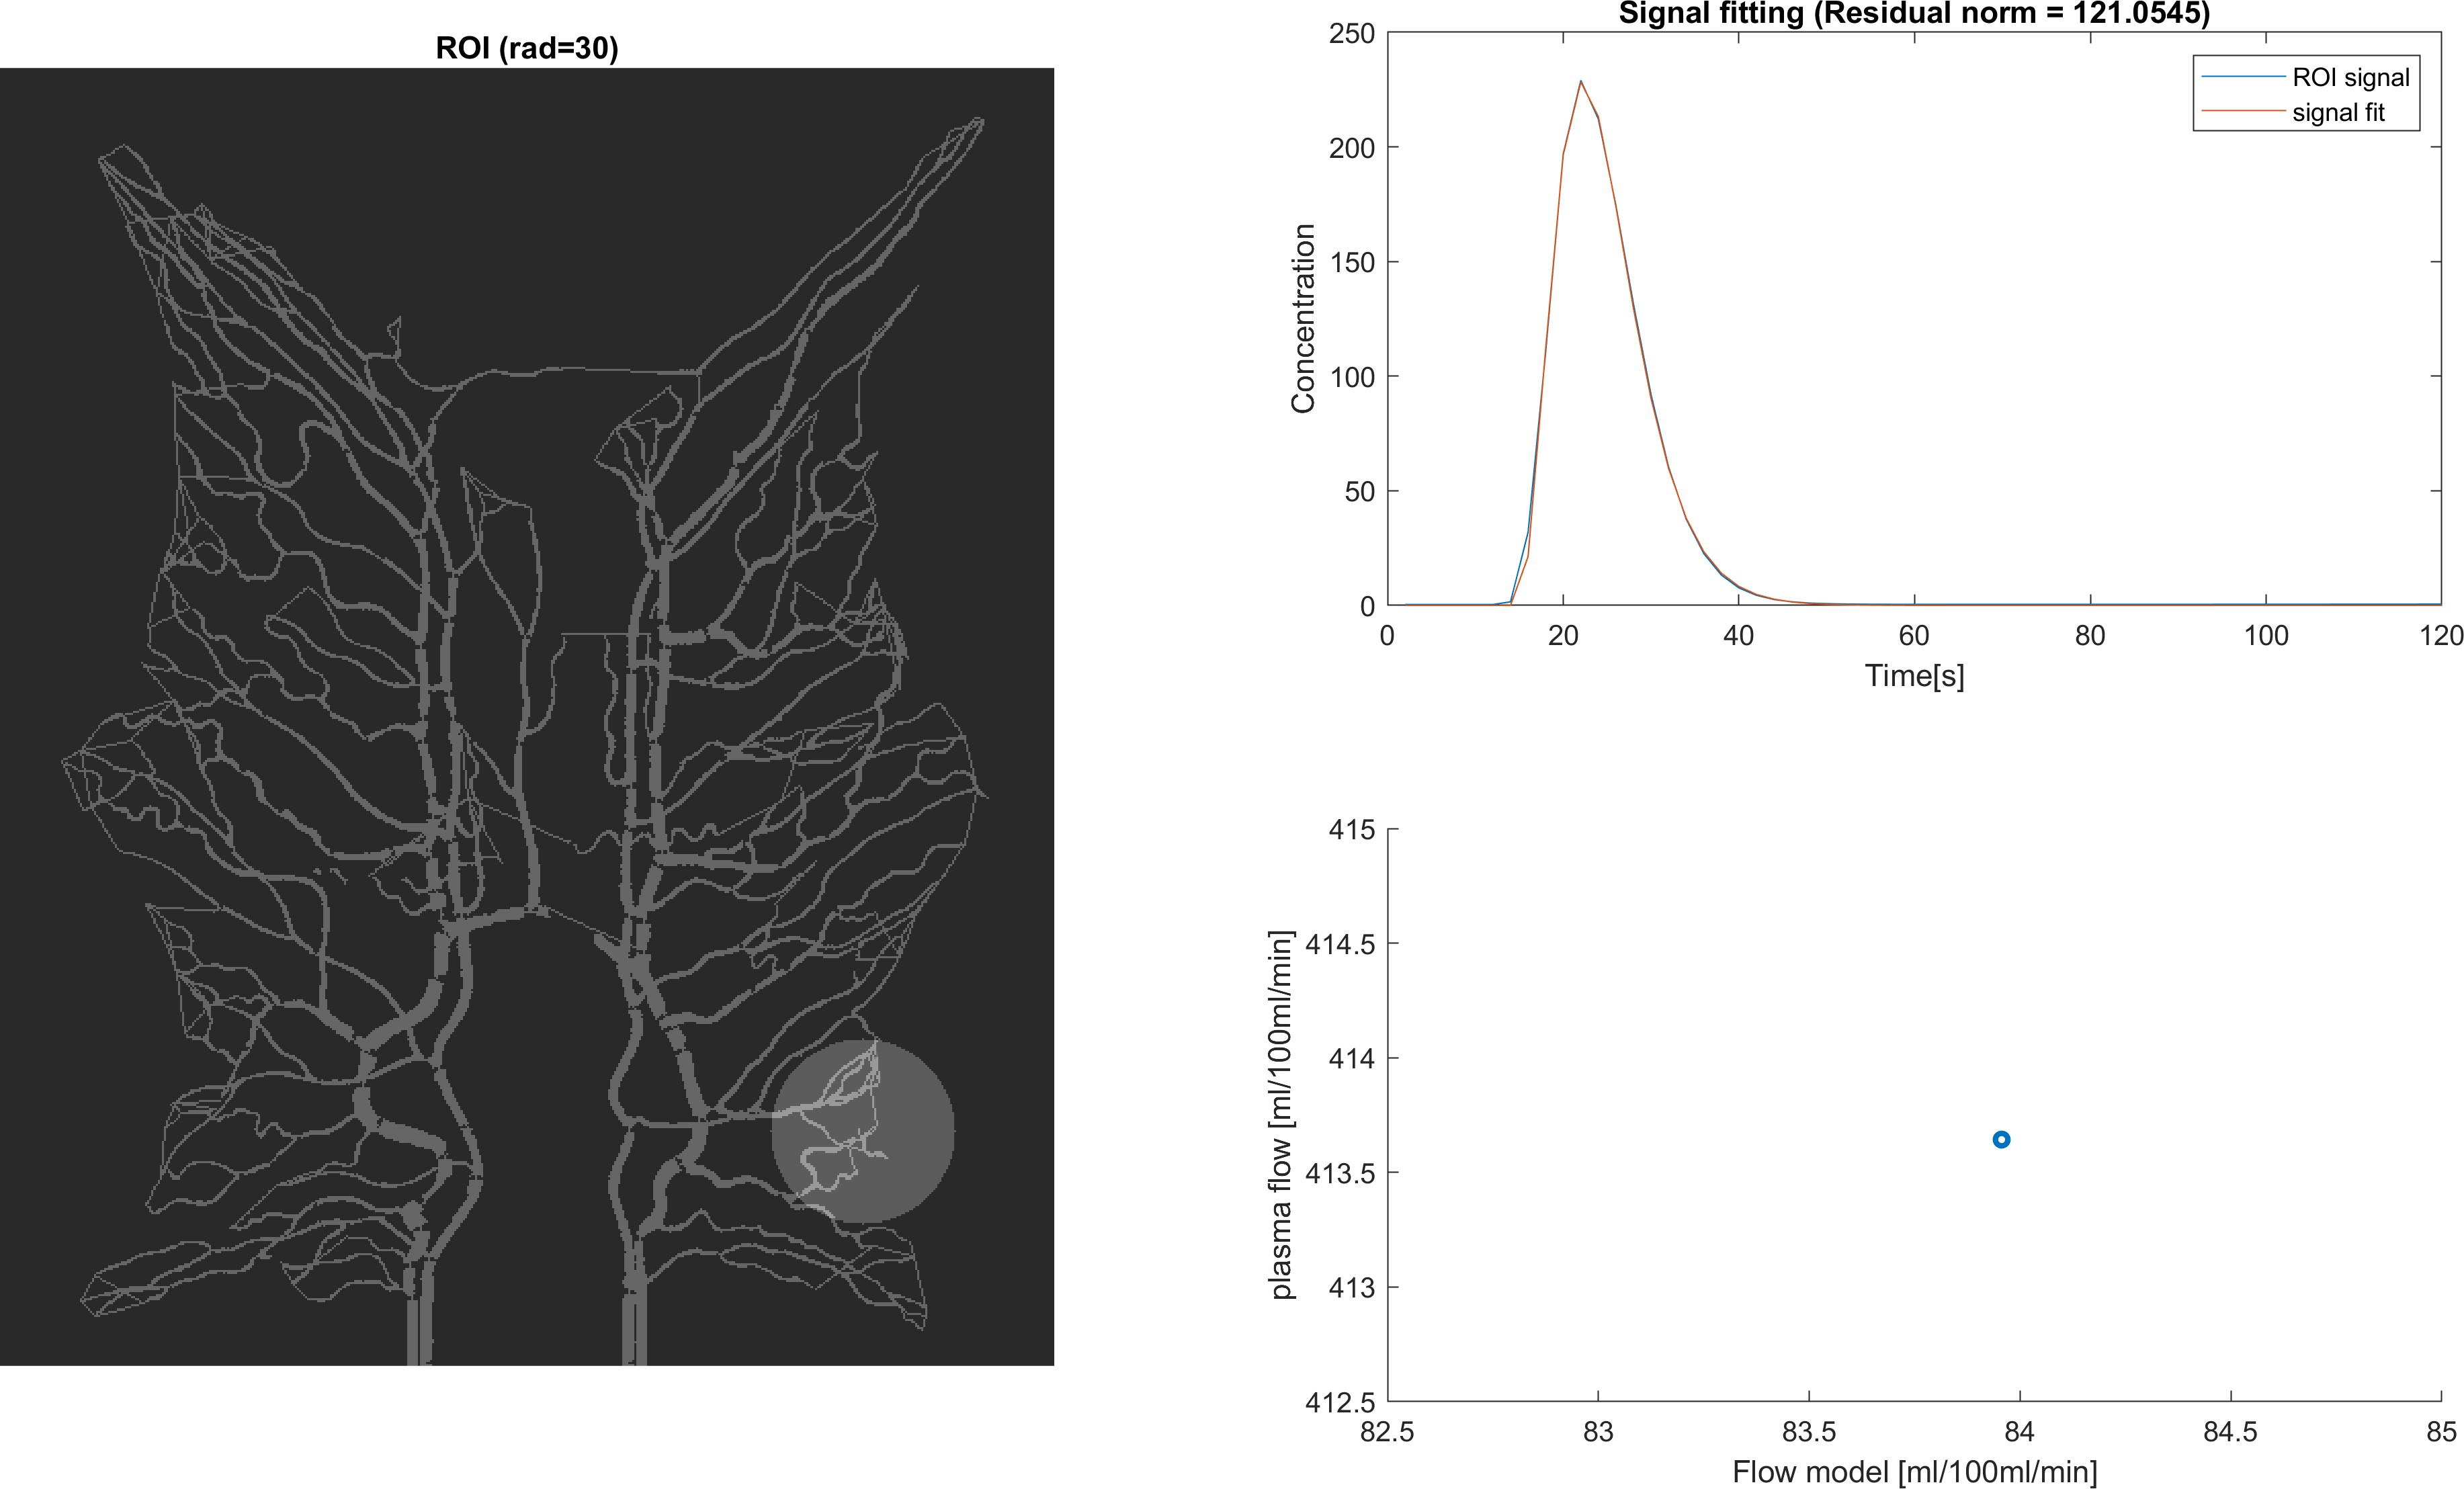 ROI (rad=30)
Signal fitting (Residual norm = 121.0545)
250
200
150
100
50
0
Concentration
ROI signal
signal fit
0 20 40 60 80 100 120
Time[s]
415
414.5
414
413.5
413
412.5
plasma flow [ml/100ml/min]
82.5 83 83.5 84 84.5 85
Flow model [ml/100ml/min]